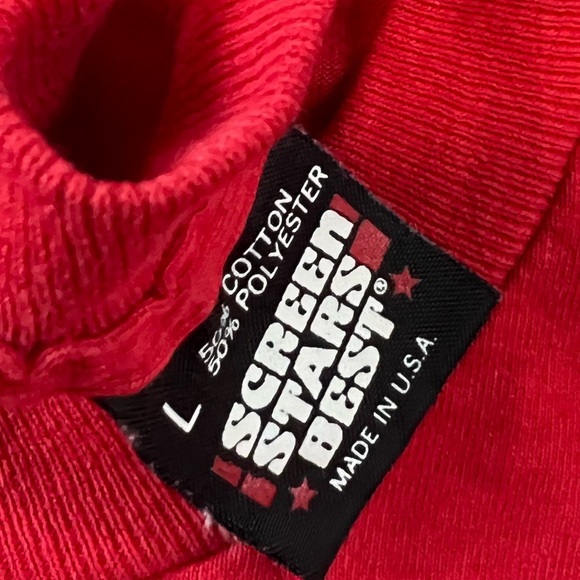 L
50% COTTON
50% POLYESTER
SCREEN
STARS
BEST®
MADE IN U.S.A.